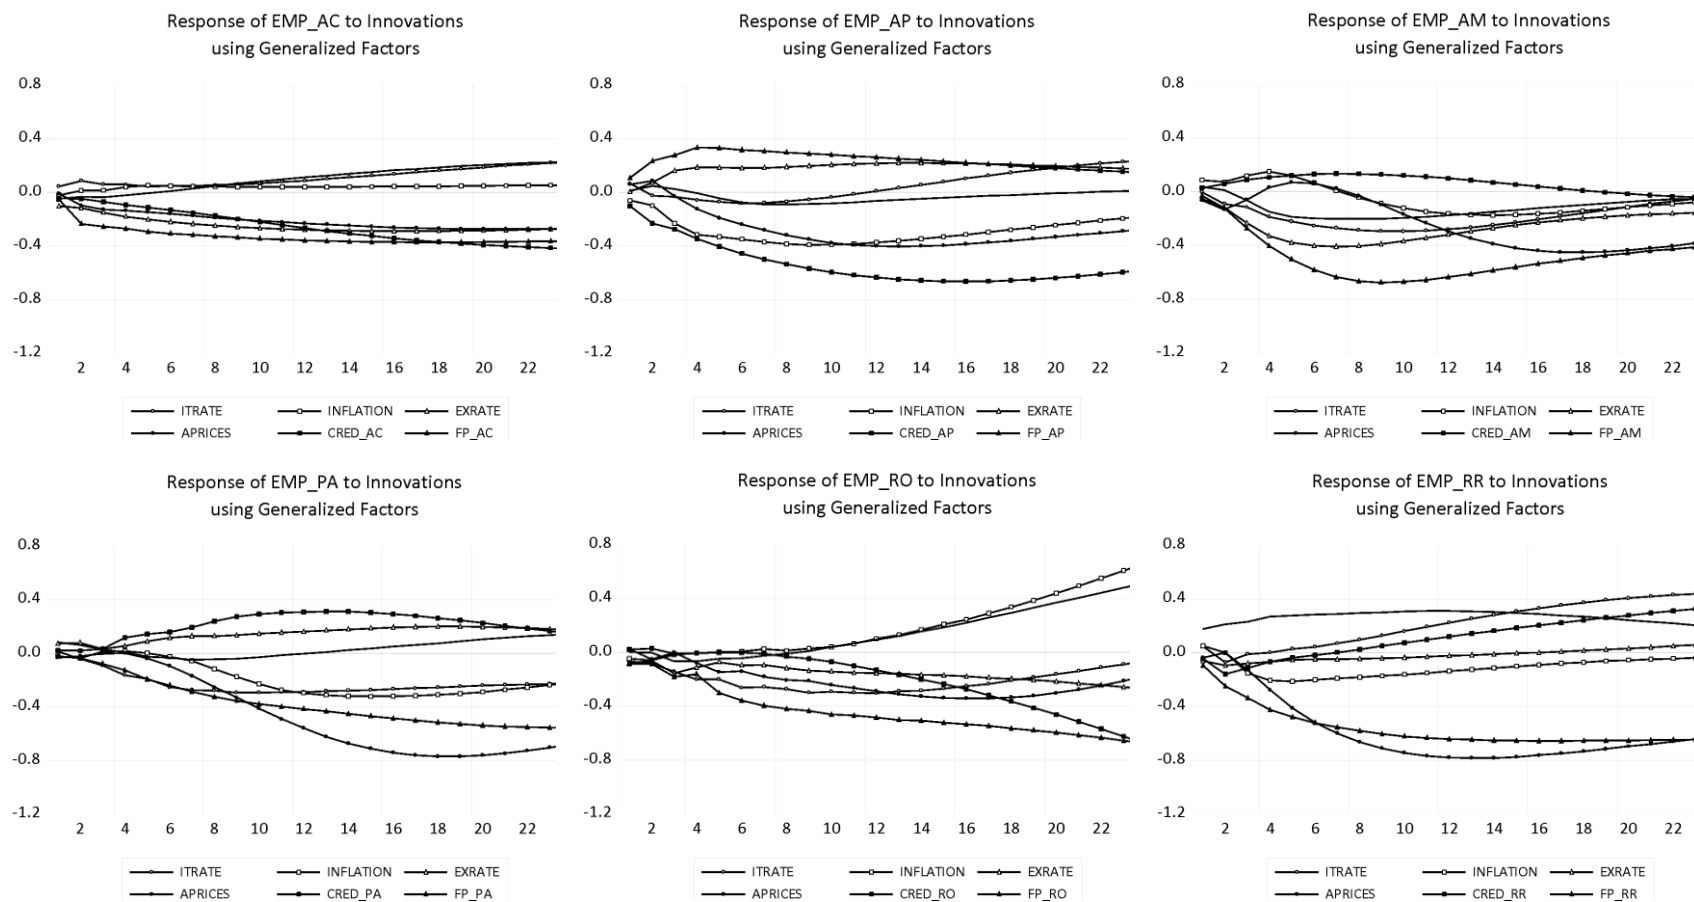 Response of EMP_AC to Innovations
using Generalized Factors
0.8
0.4
0.0
-0.4
-0.8
-1.2
2 4 6 8 10 12 14 16 18 20 22
ITRATE INFLATION EXRATE
APRICES CRED_AC FP_AC
Response of EMP_AP to Innovations
using Generalized Factors
0.8
0.4
0.0
-0.4
-0.8
-1.2
2 4 6 8 10 12 14 16 18 20 22
ITRATE INFLATION EXRATE
APRICES CRED_AP FP_AP
Response of EMP_AM to Innovations
using Generalized Factors
0.8
0.4
0.0
-0.4
-0.8
-1.2
2 4 6 8 10 12 14 16 18 20 22
ITRATE INFLATION EXRATE
APRICES CRED_AM FP_AM
Response of EMP_PA to Innovations
using Generalized Factors
0.8
0.4
0.0
-0.4
-0.8
-1.2
2 4 6 8 10 12 14 16 18 20 22
ITRATE INFLATION EXRATE
APRICES CRED_PA FP_PA
Response of EMP_RO to Innovations
using Generalized Factors
0.8
0.4
0.0
-0.4
-0.8
-1.2
2 4 6 8 10 12 14 16 18 20 22
ITRATE INFLATION EXRATE
APRICES CRED_RO FP_RO
Response of EMP_RR to Innovations
using Generalized Factors
0.8
0.4
0.0
-0.4
-0.8
-1.2
2 4 6 8 10 12 14 16 18 20 22
ITRATE INFLATION EXRATE
APRICES CRED_RR FP_RR